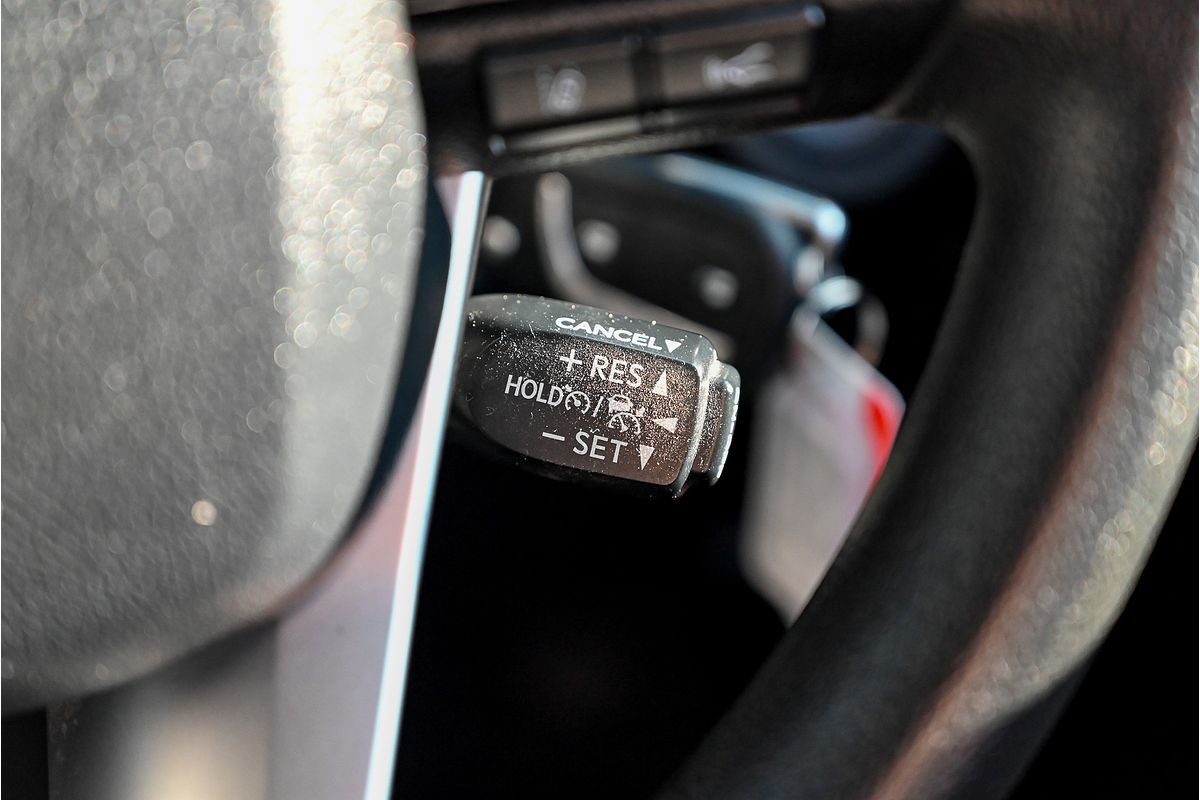 CANCEL▼
+ RES ▲
HOLD /
− SET ▼